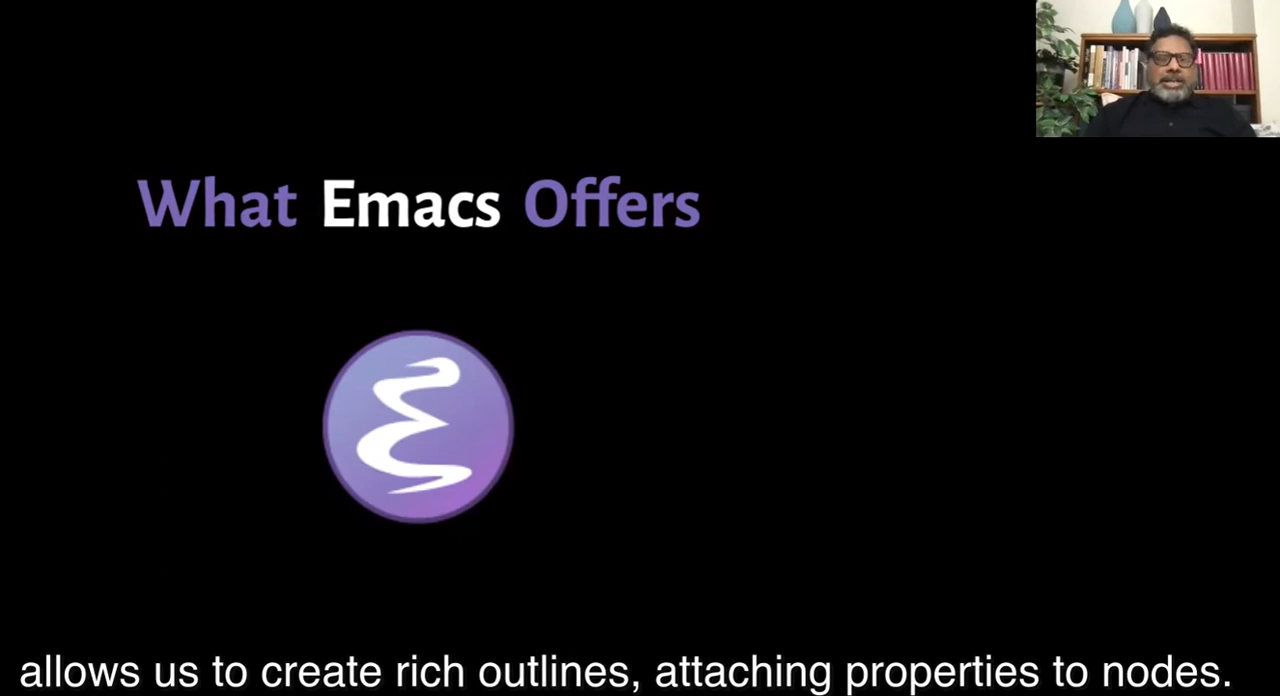 What Emacs Offers
allows us to create rich outlines, attaching properties to nodes.